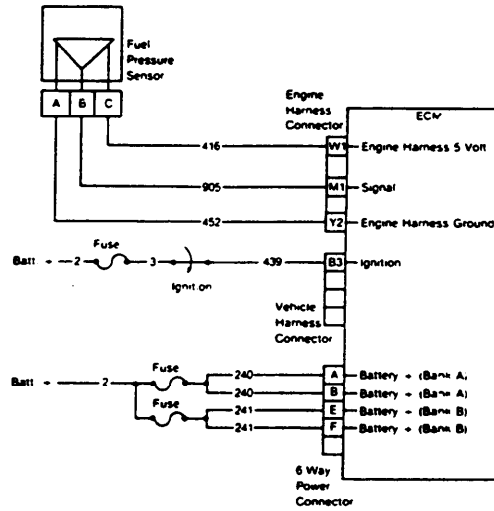 Fuel
Pressure
Sensor
A B C
Engine
Harness
Connector
ECM
416 W1 Engine Harness 5 Volt
905 M1 Signal
452 Y2 Engine Harness Ground
Fuse
Batt + 2 3 439 B3 Ignition
Ignition
Vehicle
Harness
Connector
Batt + 2 Fuse 240 A Battery + (Bank A)
240 B Battery + (Bank A)
Fuse 241 E Battery + (Bank B)
241 F Battery + (Bank B)
6 Way
Power
Connector